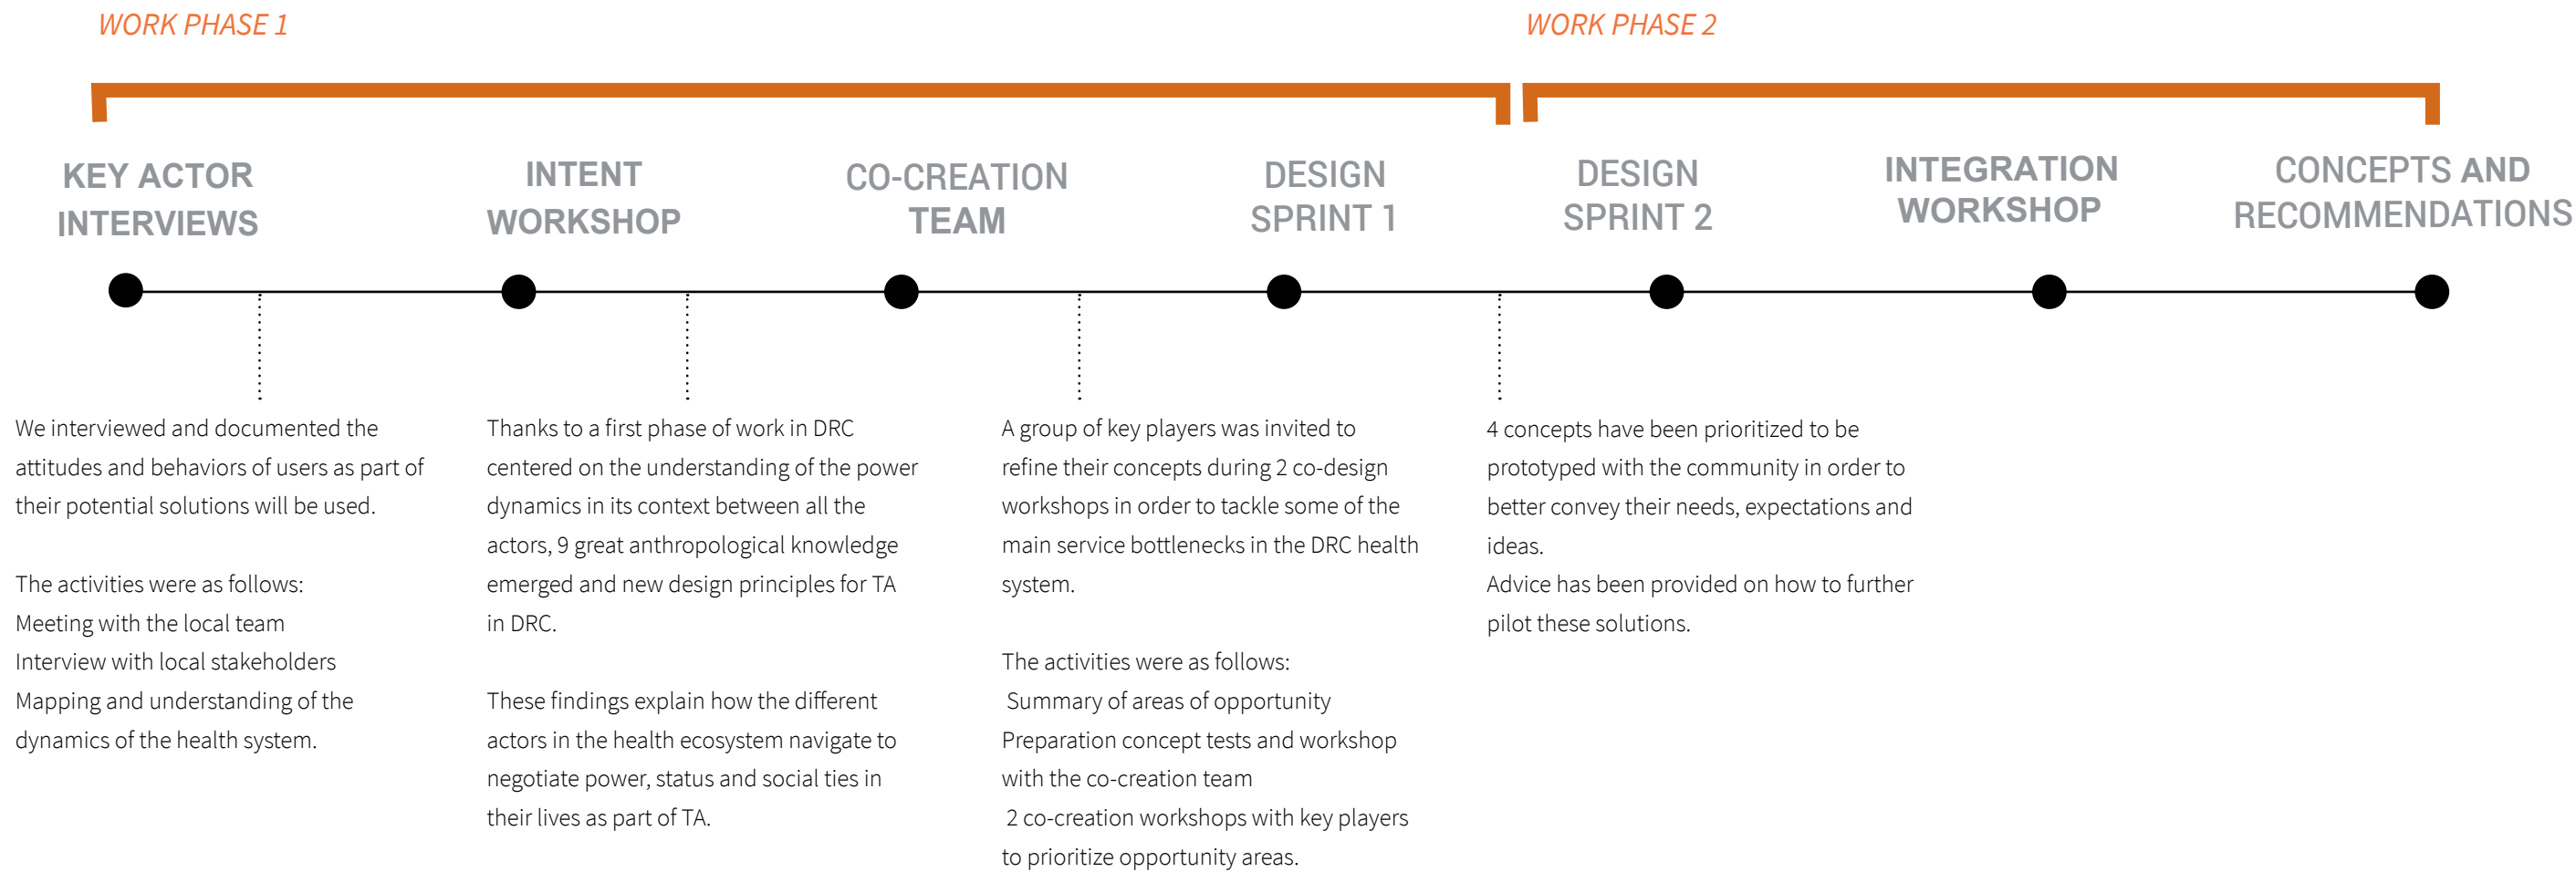 WORK PHASE 1
WORK PHASE 2
KEY ACTOR
INTERVIEWS
INTENT
WORKSHOP
CO-CREATION
TEAM
DESIGN
SPRINT 1
DESIGN
SPRINT 2
INTEGRATION
WORKSHOP
CONCEPTS AND
RECOMMENDATIONS
We interviewed and documented the
attitudes and behaviors of users as part of
their potential solutions will be used.
The activities were as follows:
Meeting with the local team
Interview with local stakeholders
Mapping and understanding of the
dynamics of the health system.
Thanks to a first phase of work in DRC
centered on the understanding of the power
dynamics in its context between all the
actors, 9 great anthropological knowledge
emerged and new design principles for TA
in DRC.
These findings explain how the different
actors in the health ecosystem navigate to
negotiate power, status and social ties in
their lives as part of TA.
A group of key players was invited to
refine their concepts during 2 co-design
workshops in order to tackle some of the
main service bottlenecks in the DRC health
system.
The activities were as follows:
Summary of areas of opportunity
Preparation concept tests and workshop
with the co-creation team
2 co-creation workshops with key players
to prioritize opportunity areas.
4 concepts have been prioritized to be
prototyped with the community in order to
better convey their needs, expectations and
ideas.
Advice has been provided on how to further
pilot these solutions.